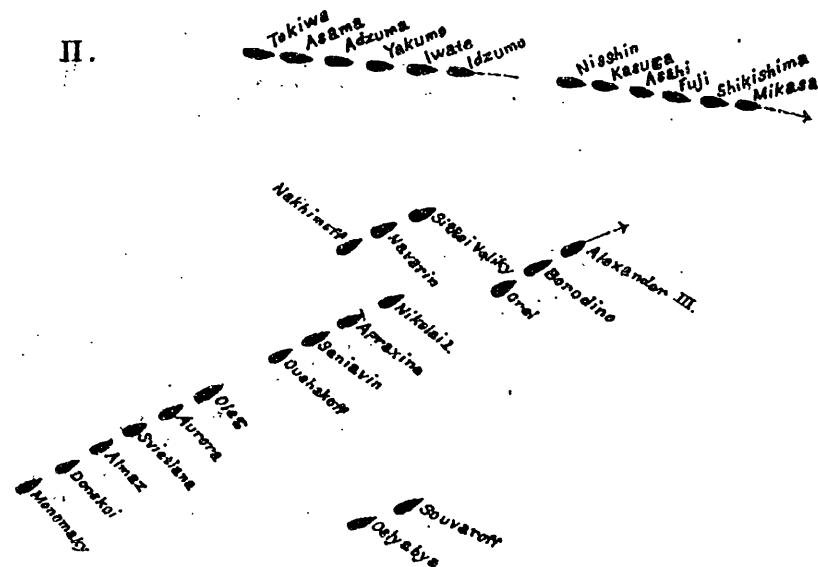 II.
Tokiwa
Asama
Adzuma
Yakumo
Iwate
Idzumo
Nisshin
Kasuga
Asahi
Fuji
Shikishima
Mikasa
Nakhimoff
Navarin
Sissoi Veliky
Orel
Borodino
Alexander III.
Nikolai I.
Apraxine
Seniavin
Oushakoff
Oleg
Aurora
Svietlana
Almaz
Donskoi
Monomaky
Souvaroff
Oslyabya